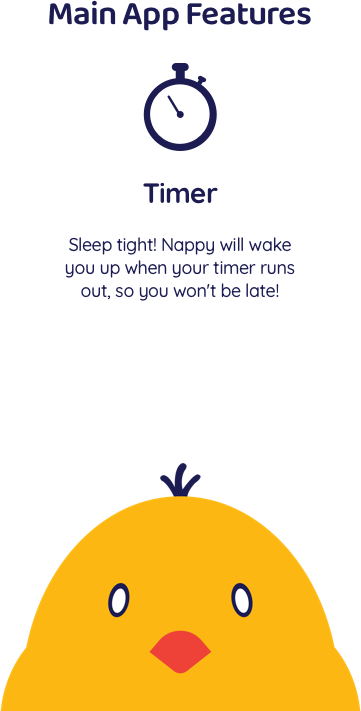 Main App Features
Timer
Sleep tight! Nappy will wake
you up when your timer runs
out, so you won't be late!